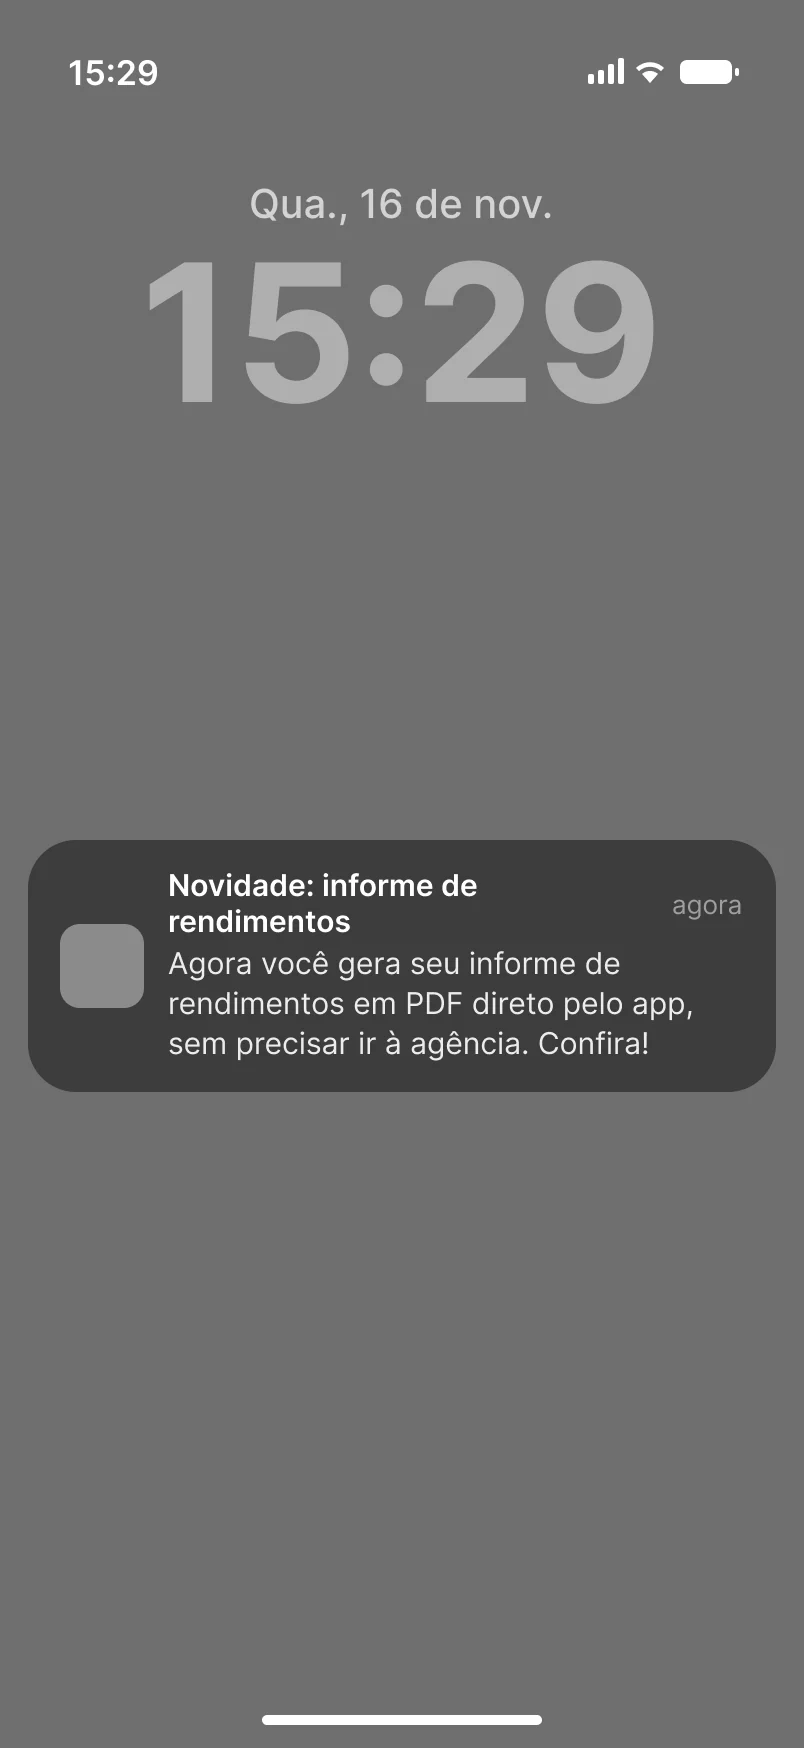 15:29
Qua., 16 de nov.
15:29
Novidade: informe de
rendimentos
agora
Agora você gera seu informe de
rendimentos em PDF direto pelo app,
sem precisar ir à agência. Confira!